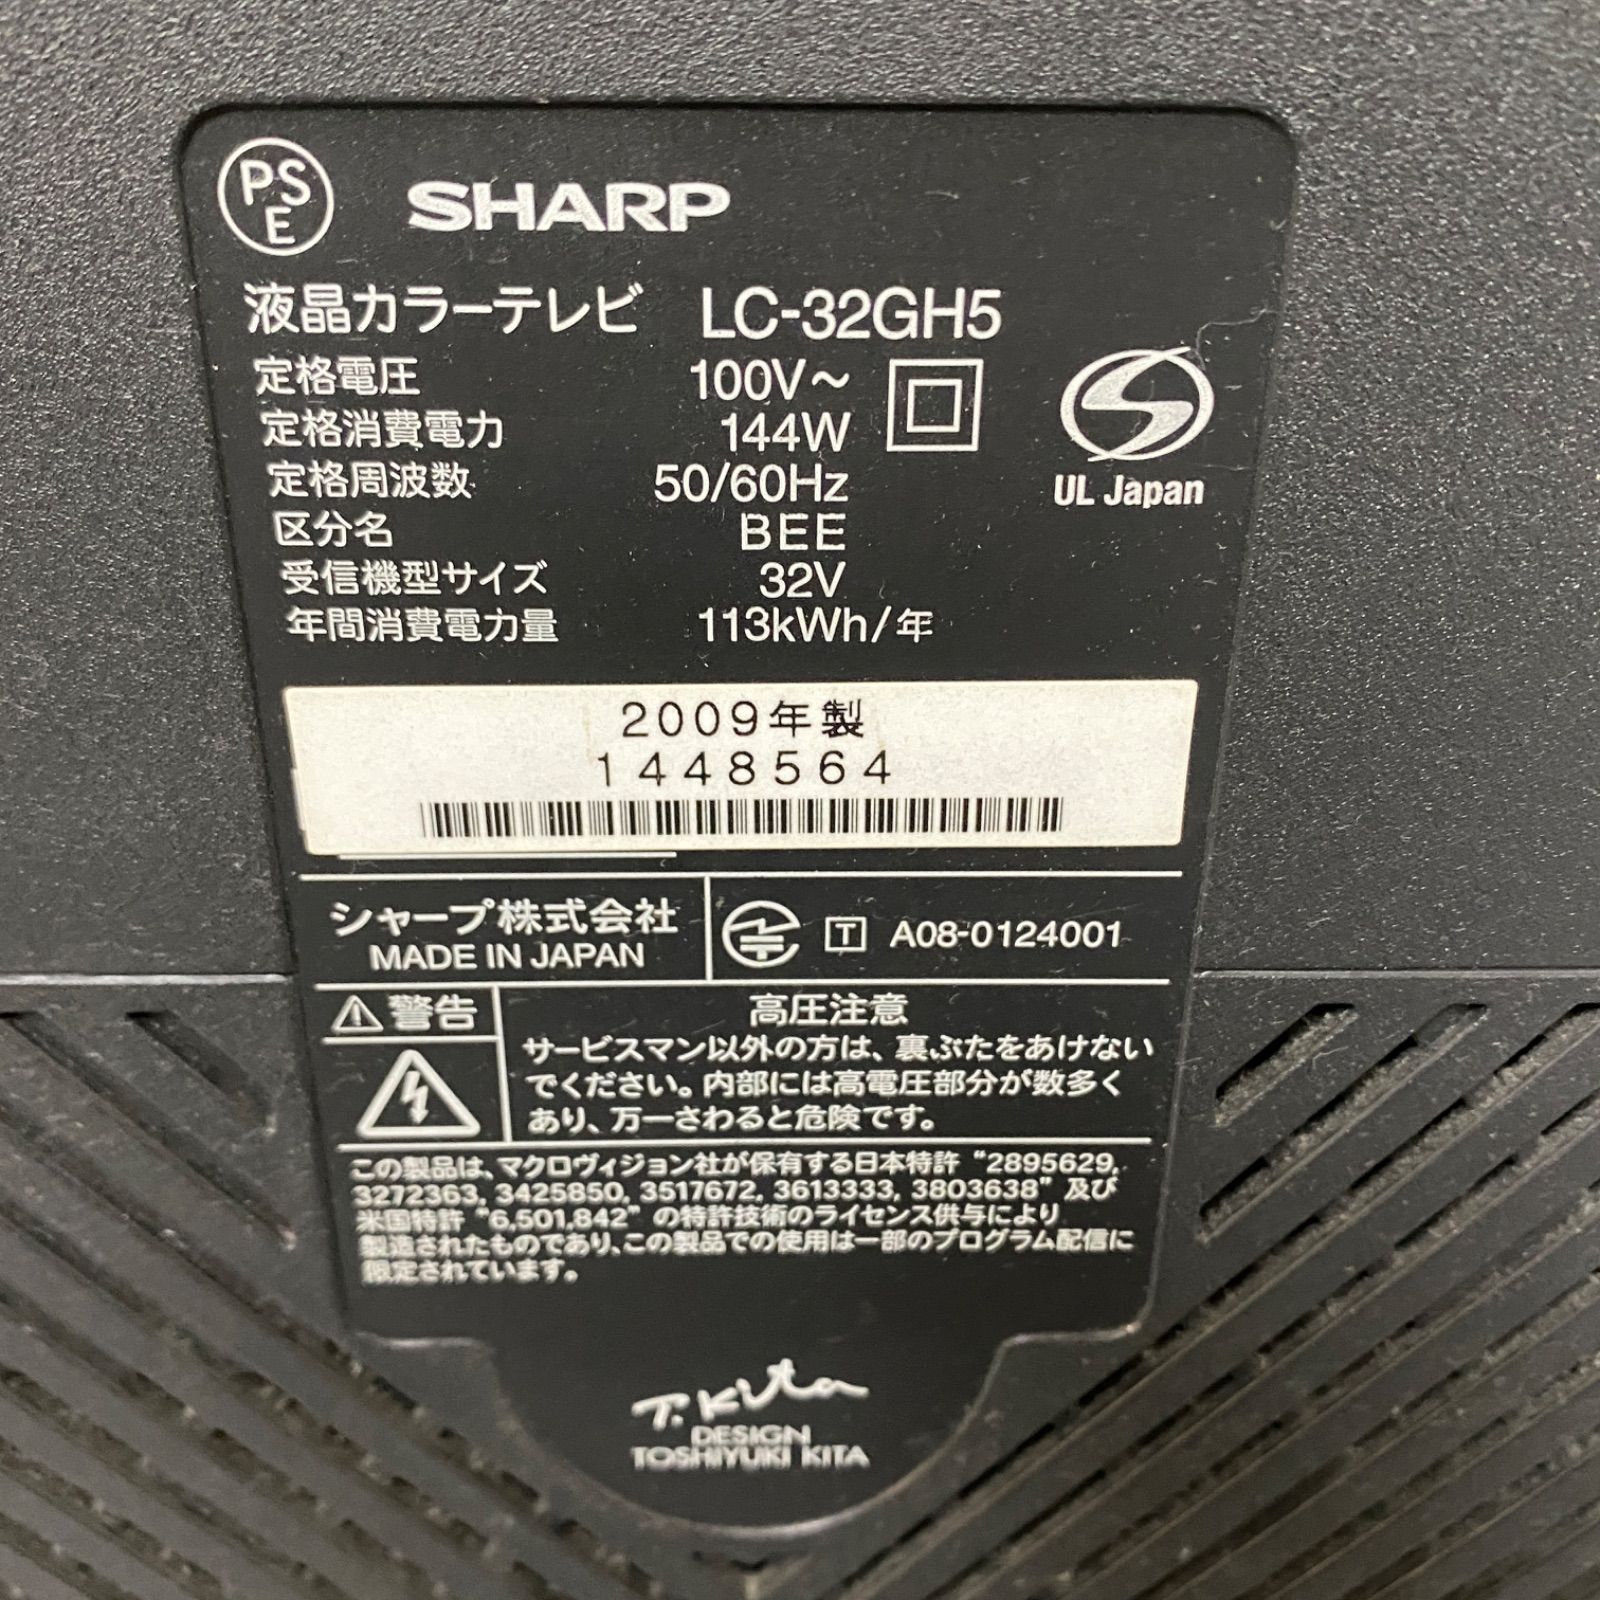 PSE
SHARP
液晶カラーテレビ LC-32GH5
定格電圧 100V～
定格消費電力 144W
定格周波数 50/60Hz
区分名 BEE
受信機型サイズ 32V
年間消費電力量 113kWh/年
UL Japan
2009年製
1448564
シャープ株式会社
MADE IN JAPAN
T A08-0124001
警告
高圧注意
サービスマン以外の方は、裏ぶたをあけない
でください。内部には高電圧部分が数多く
あり、万一さわると危険です。
この製品は、マクロヴィジョン社が保有する日本特許 “2895629,
3272363, 3425850, 3517672, 3613333, 3803638” 及び
米国特許 “6,501,842” の特許技術のライセンス供与により
製造されたものであり、この製品での使用は一部のプログラム配信に
限定されています。
T.Kita
DESIGN
TOSHIYUKI KITA